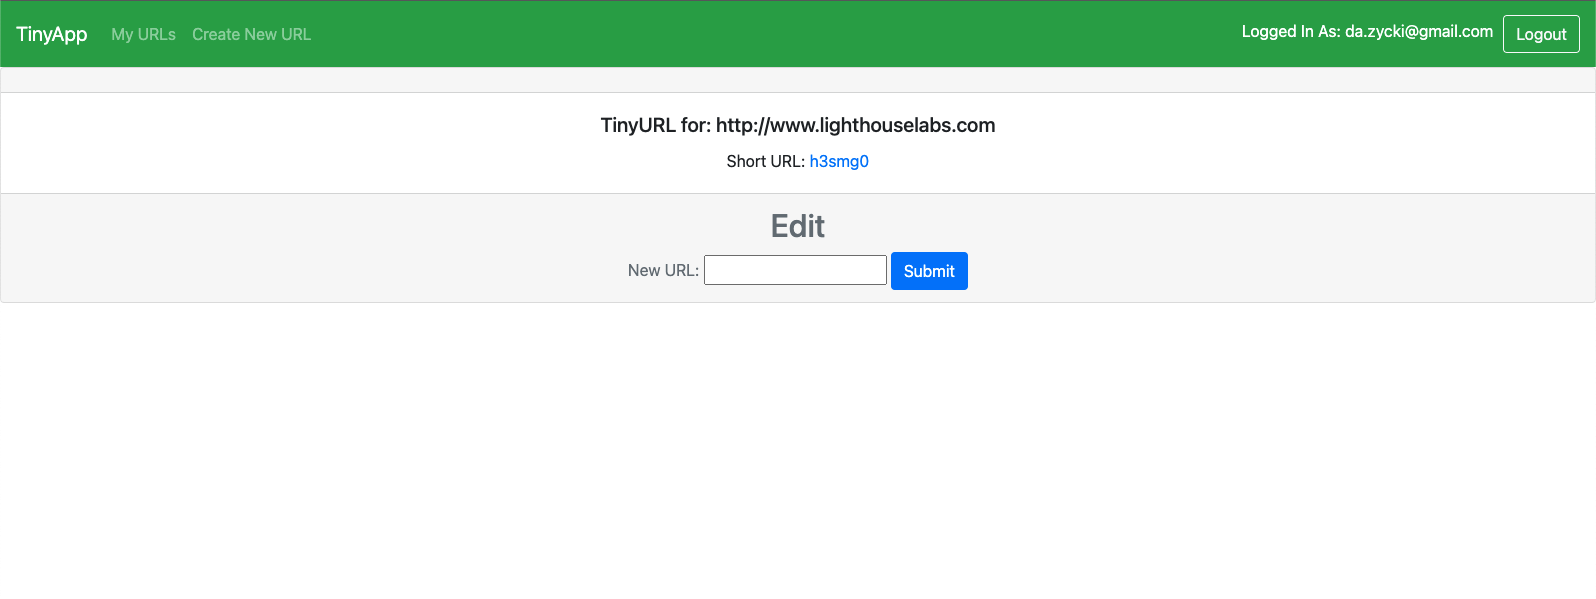 TinyApp My URLs Create New URL Logged In As: da.zycki@gmail.com Logout
TinyURL for: http://www.lighthouselabs.com
Short URL: h3smg0
Edit
New URL: Submit